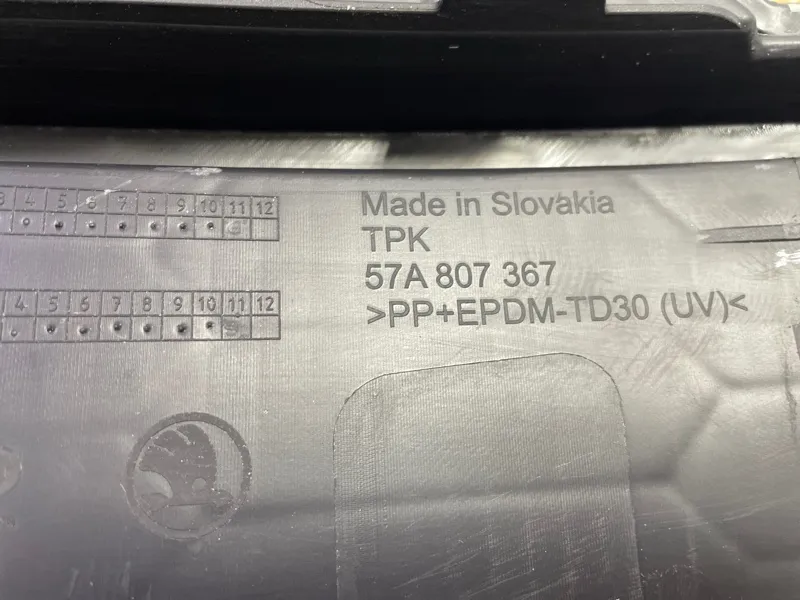 3 4 5 6 7 8 9 10 11 12
Made in Slovakia
TPK
57A 807 367
4 5 6 7 8 9 10 11 12
>PP+EPDM-TD30 (UV)<